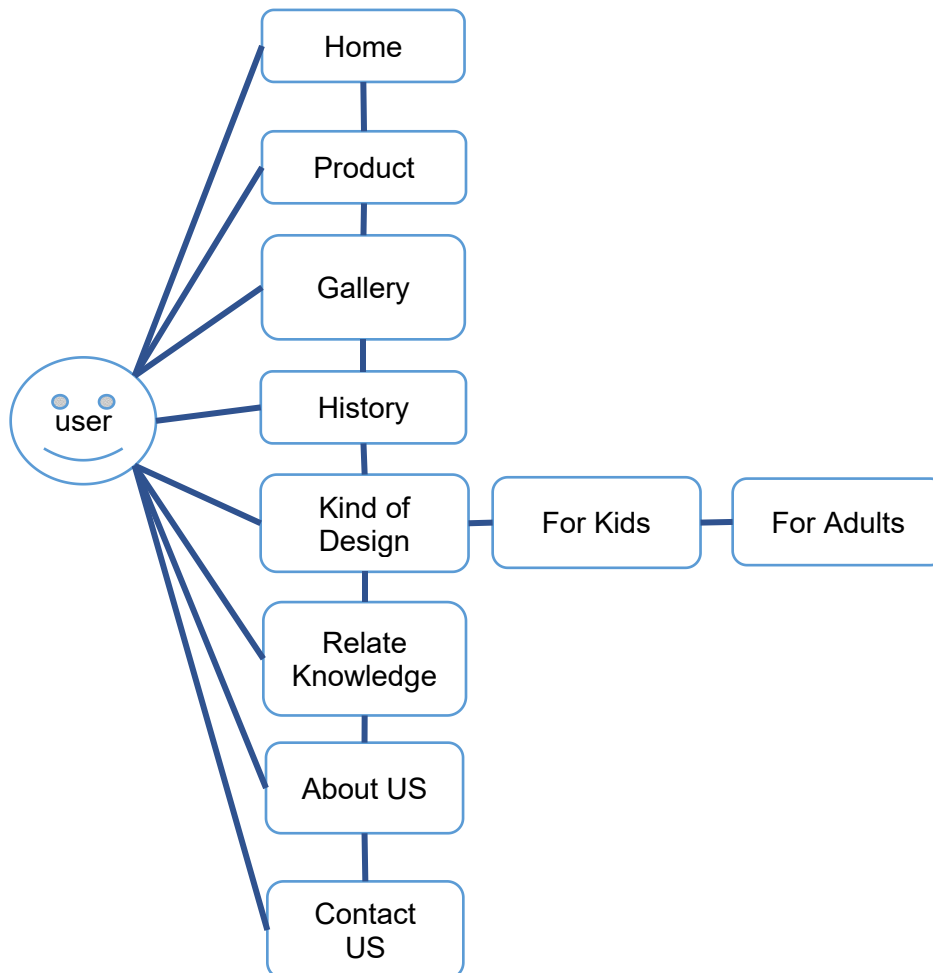 Home
Product
Gallery
History
user
Kind of
Design
For Kids
For Adults
Relate
Knowledge
About US
Contact
US